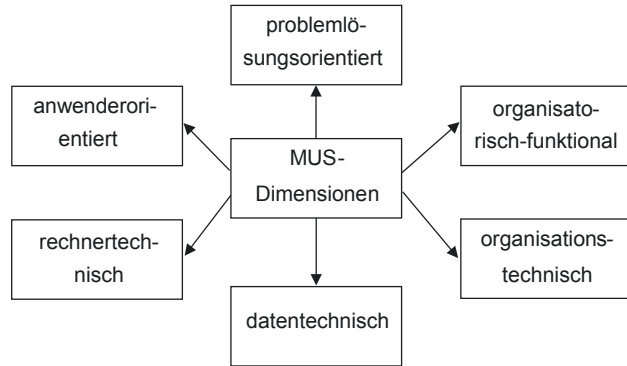 problemlö-
sungsorientiert
anwenderori-
entiert
organisato-
risch-funktional
MUS-
Dimensionen
rechnertech-
nisch
organisations-
technisch
datentechnisch